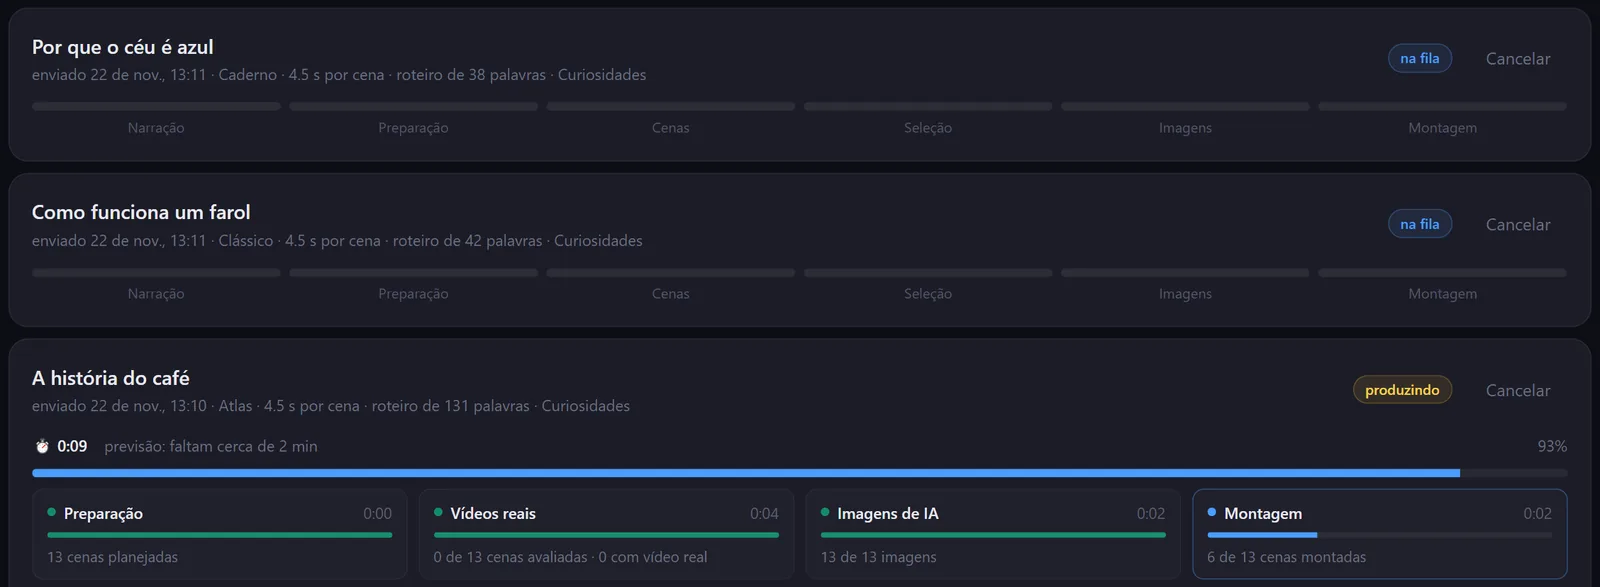 Por que o céu é azul
enviado 22 de nov., 13:11 · Caderno · 4.5 s por cena · roteiro de 38 palavras · Curiosidades
na fila
Cancelar
Narração
Preparação
Cenas
Seleção
Imagens
Montagem
Como funciona um farol
enviado 22 de nov., 13:11 · Clássico · 4.5 s por cena · roteiro de 42 palavras · Curiosidades
na fila
Cancelar
Narração
Preparação
Cenas
Seleção
Imagens
Montagem
A história do café
enviado 22 de nov., 13:10 · Atlas · 4.5 s por cena · roteiro de 131 palavras · Curiosidades
produzindo
Cancelar
0:09 previsão: faltam cerca de 2 min
93%
Preparação 0:00
13 cenas planejadas
Vídeos reais 0:04
0 de 13 cenas avaliadas · 0 com vídeo real
Imagens de IA 0:02
13 de 13 imagens
Montagem 0:02
6 de 13 cenas montadas